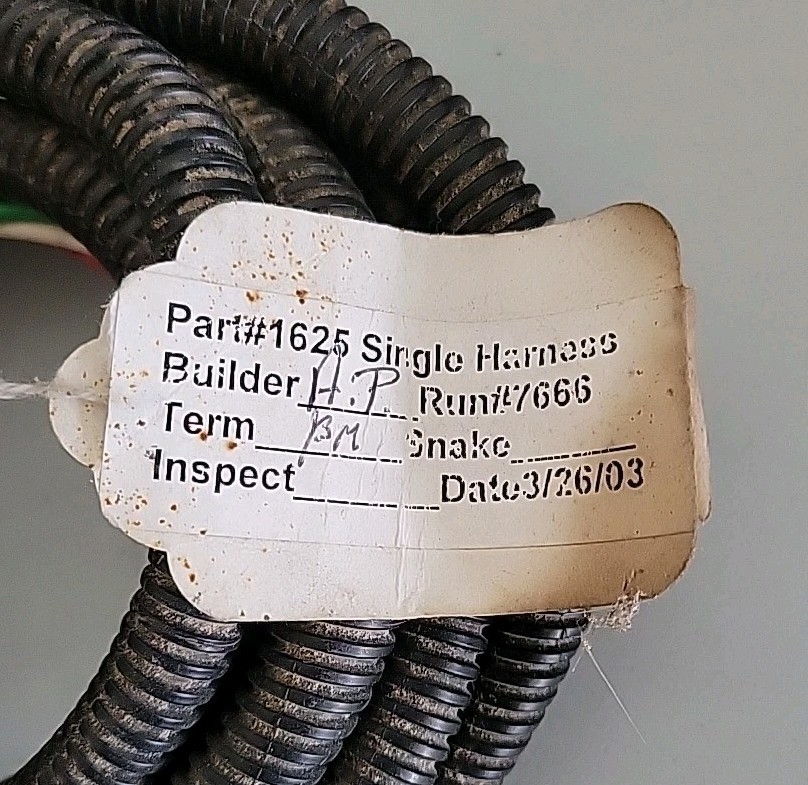 Part#1625 Single Harness
Builder H.P. Run#7666
Term BM Snake
Inspect Date3/26/03